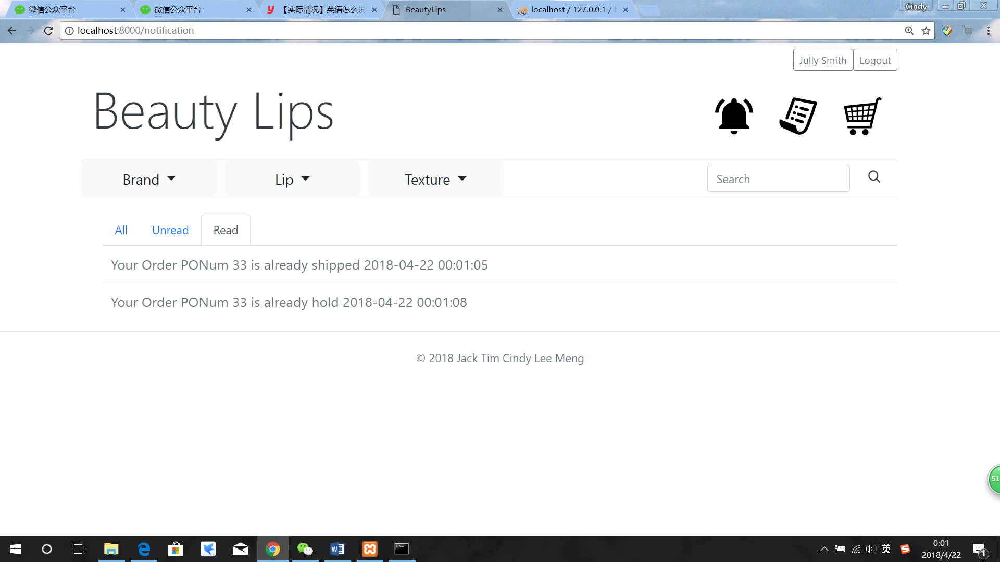 微信公众平台
微信公众平台
【实际情况】英语怎么说
BeautyLips
localhost / 127.0.0.1 / b
Cindy
localhost:8000/notification
Jully Smith
Logout
Beauty Lips
Brand
Lip
Texture
Search
All
Unread
Read
Your Order PONum 33 is already shipped 2018-04-22 00:01:05
Your Order PONum 33 is already hold 2018-04-22 00:01:08
© 2018 Jack Tim Cindy Lee Meng
51
英
0:01
2018/4/22
1